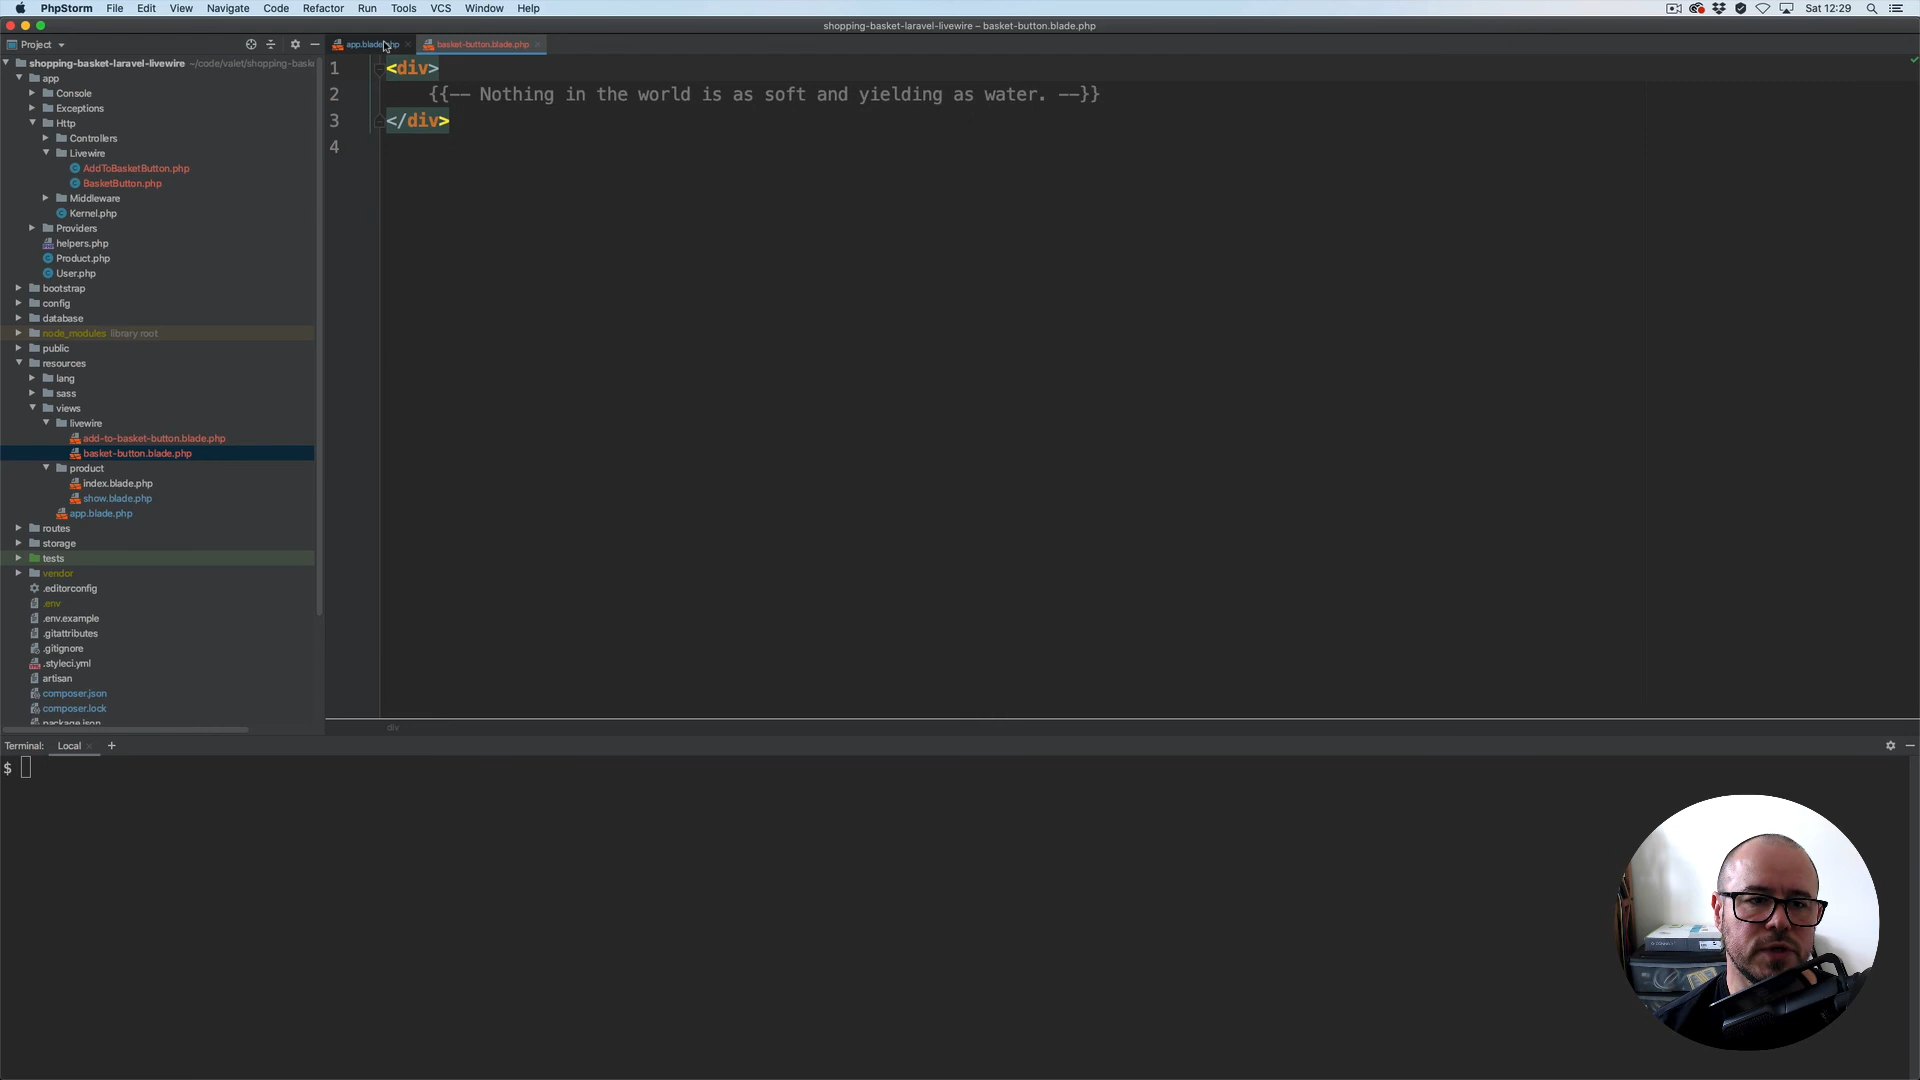 PhpStorm File Edit View Navigate Code Refactor Run Tools VCS Window Help Sat 12:29
shopping-basket-laravel-livewire – basket-button.blade.php
Project app.blade.php basket-button.blade.php
shopping-basket-laravel-livewire ~/code/valet/shopping-bask
app
Console
Exceptions
Http
Controllers
Livewire
AddToBasketButton.php
BasketButton.php
Middleware
Kernel.php
Providers
helpers.php
Product.php
User.php
bootstrap
config
database
node_modules library root
public
resources
lang
sass
views
livewire
add-to-basket-button.blade.php
basket-button.blade.php
product
index.blade.php
show.blade.php
app.blade.php
routes
storage
tests
vendor
.editorconfig
.env
.env.example
.gitattributes
.gitignore
.styleci.yml
artisan
composer.json
composer.lock
package.json
1 <div>
2 {{-- Nothing in the world is as soft and yielding as water. --}}
3 </div>
4
div
Terminal: Local +
$